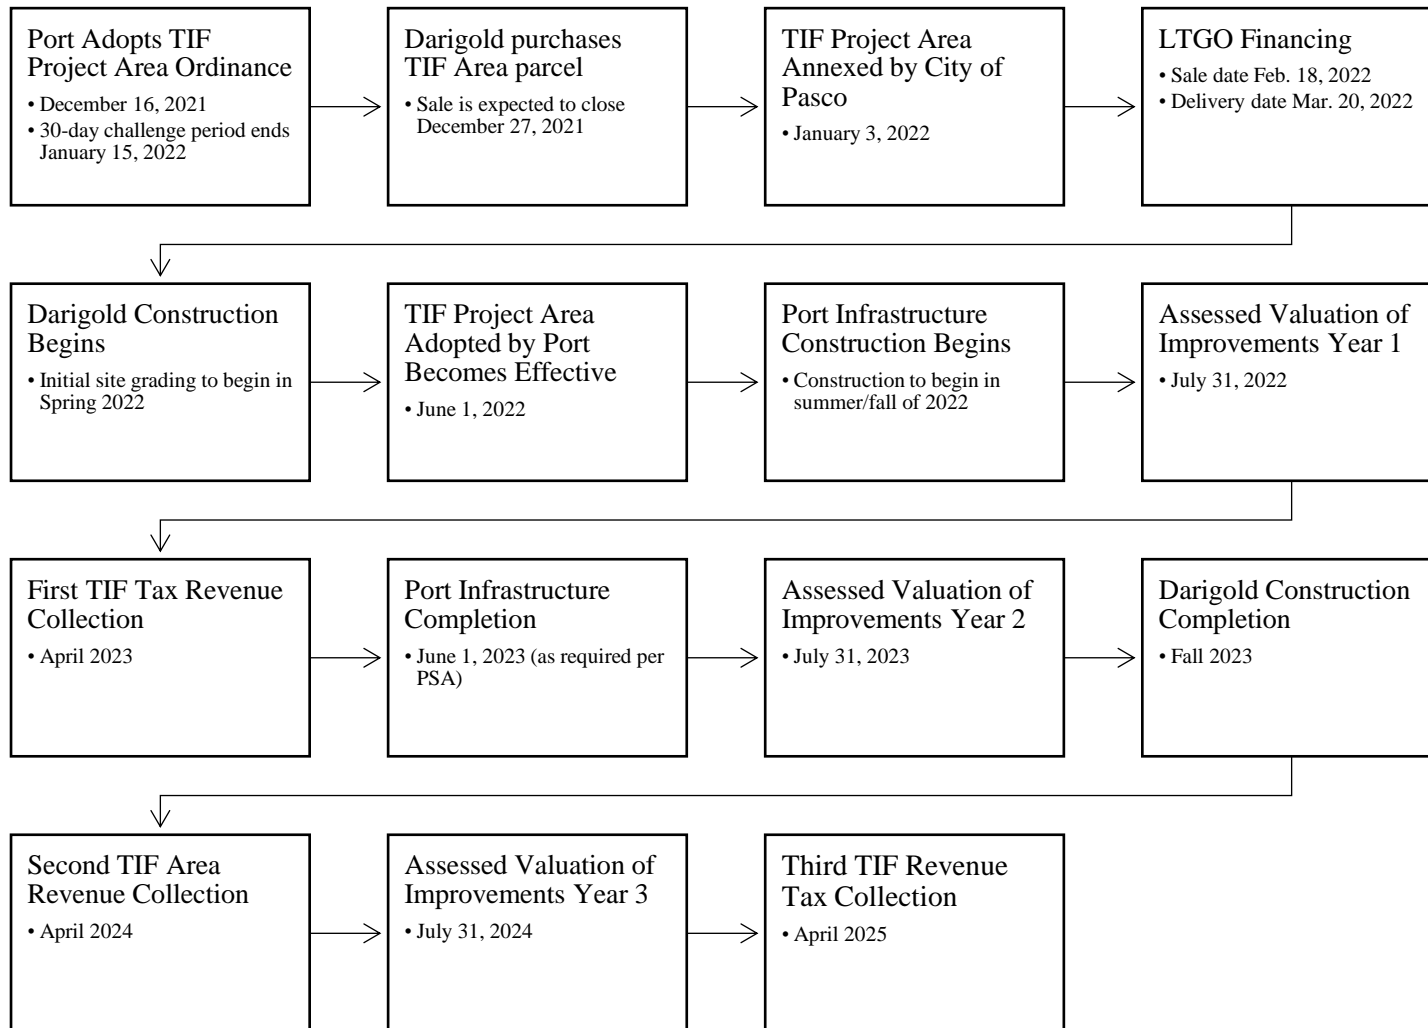 Port Adopts TIF
Project Area Ordinance
• December 16, 2021
• 30-day challenge period ends
January 15, 2022
Darigold purchases
TIF Area parcel
• Sale is expected to close
December 27, 2021
TIF Project Area
Annexed by City of
Pasco
• January 3, 2022
LTGO Financing
• Sale date Feb. 18, 2022
• Delivery date Mar. 20, 2022
Darigold Construction
Begins
• Initial site grading to begin in
Spring 2022
TIF Project Area
Adopted by Port
Becomes Effective
• June 1, 2022
Port Infrastructure
Construction Begins
• Construction to begin in
summer/fall of 2022
Assessed Valuation of
Improvements Year 1
• July 31, 2022
First TIF Tax Revenue
Collection
• April 2023
Port Infrastructure
Completion
• June 1, 2023 (as required per
PSA)
Assessed Valuation of
Improvements Year 2
• July 31, 2023
Darigold Construction
Completion
• Fall 2023
Second TIF Area
Revenue Collection
• April 2024
Assessed Valuation of
Improvements Year 3
• July 31, 2024
Third TIF Revenue
Tax Collection
• April 2025